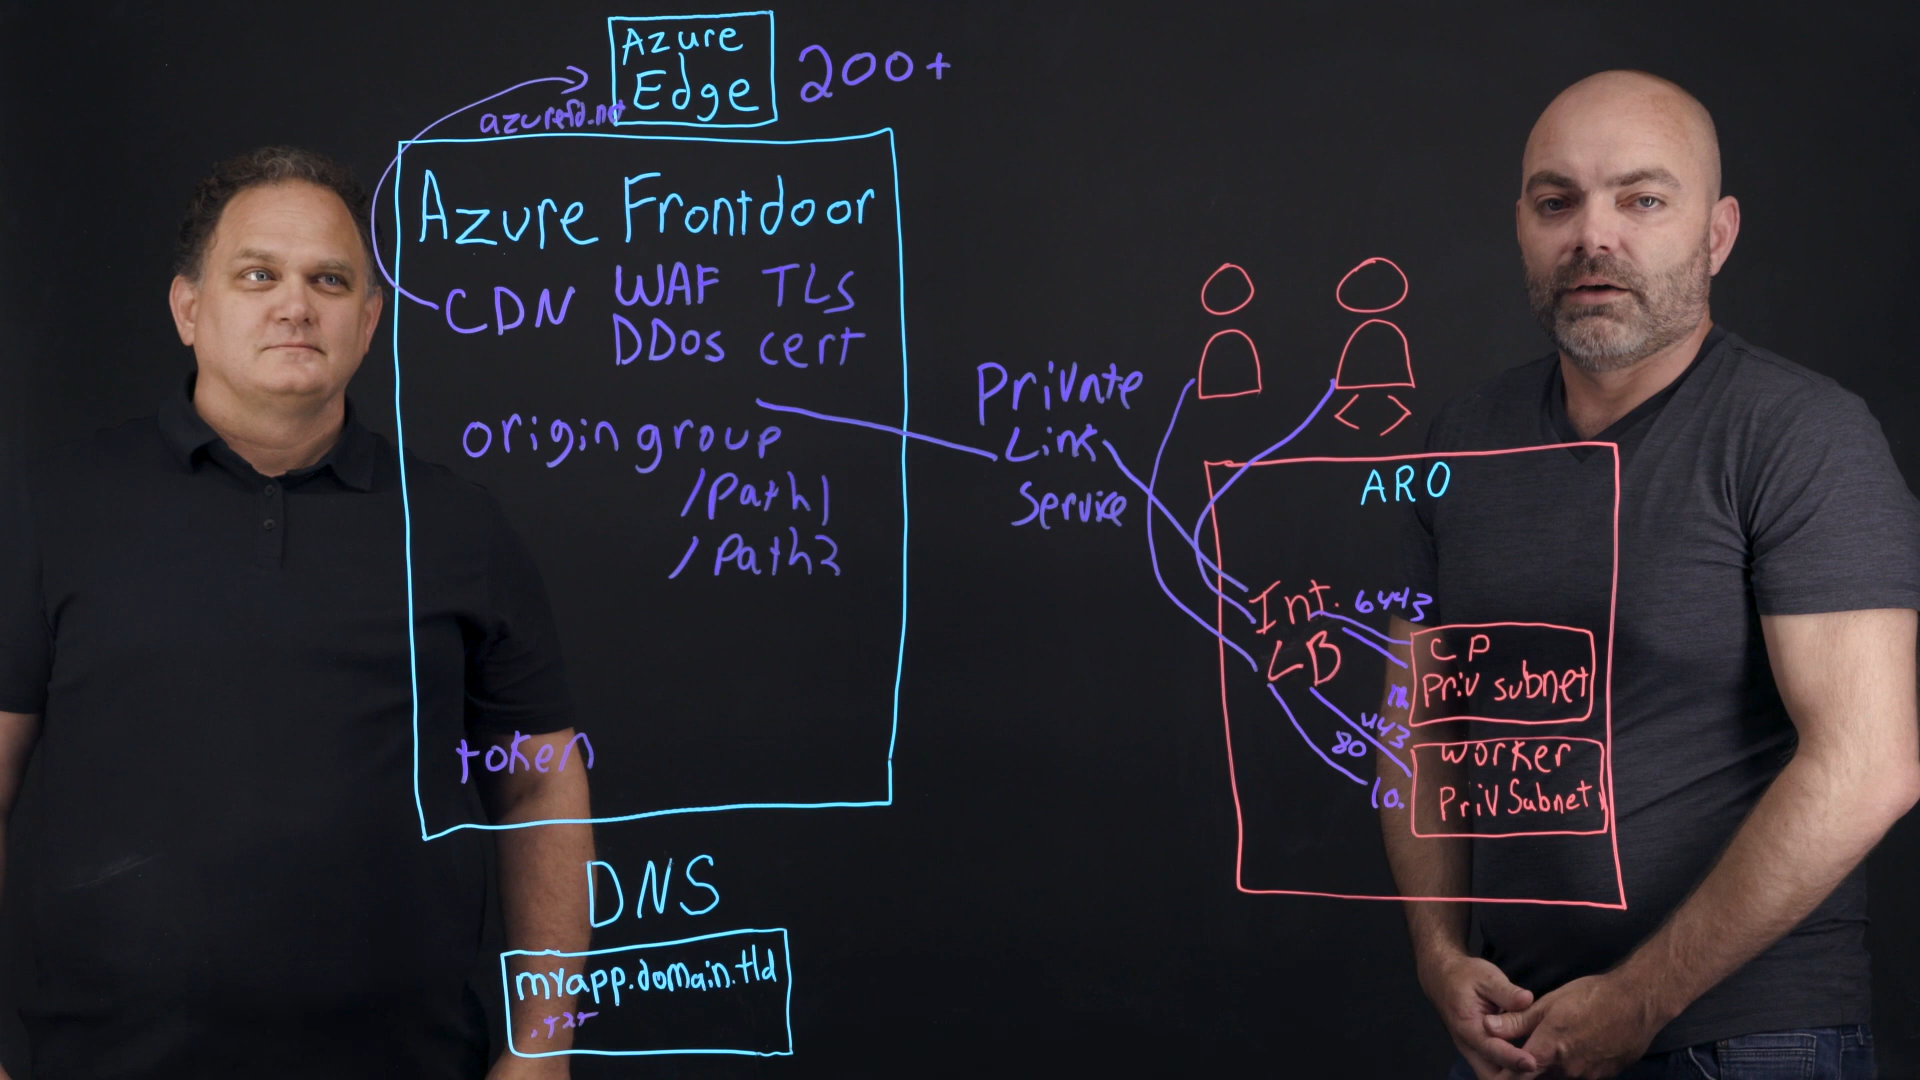 Azure
Edge
200+
azurefd.net
Azure Frontdoor
CDN
WAF
DDos
TLS
cert
origin group
/Path1
/Path2
token
DNS
myapp.domain.tld
Private
Link
Service
< >
ARO
Int.
LB
6443
CP
Priv subnet
443
80
10.
worker
Priv Subnet